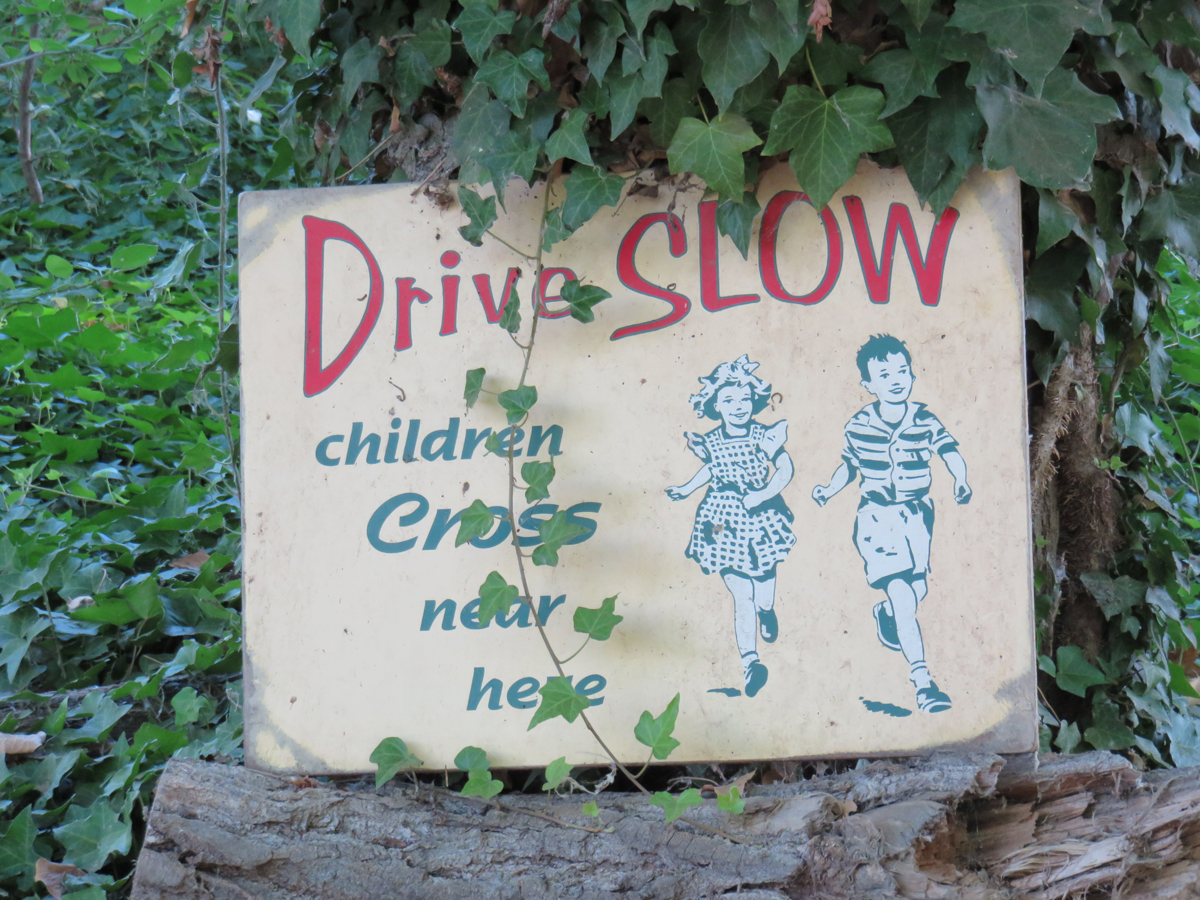 Drive SLOW
children
Cross
near
here